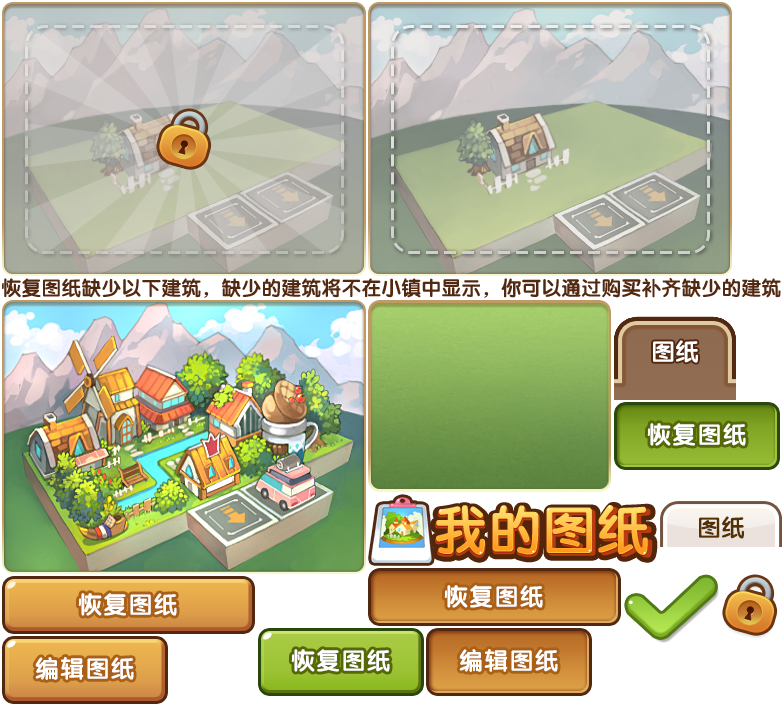 恢复图纸缺少以下建筑，缺少的建筑将不在小镇中显示，你可以通过购买补齐缺少的建筑
图纸
恢复图纸
我的图纸
图纸
恢复图纸
恢复图纸
编辑图纸
恢复图纸
编辑图纸